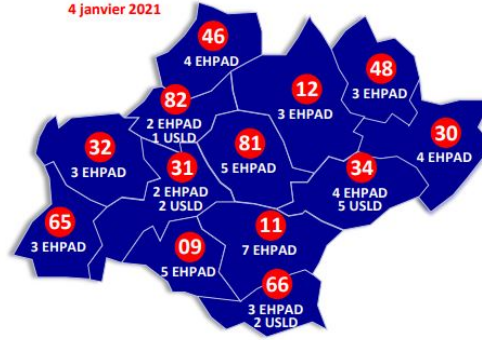 4 janvier 2021
46
4 EHPAD
48
3 EHPAD
12
3 EHPAD
82
2 EHPAD
1 USLD
30
4 EHPAD
32
3 EHPAD
81
5 EHPAD
31
2 EHPAD
2 USLD
34
4 EHPAD
5 USLD
65
3 EHPAD
11
7 EHPAD
09
5 EHPAD
66
3 EHPAD
2 USLD